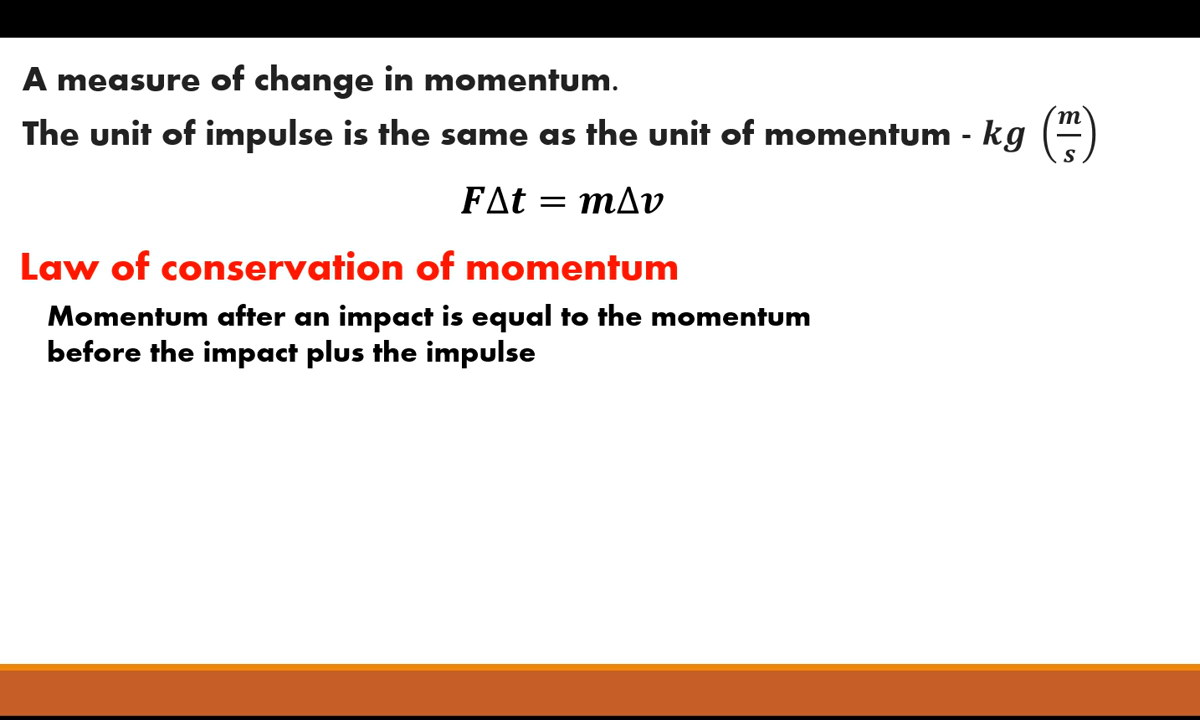 A measure of change in momentum.
The unit of impulse is the same as the unit of momentum - kg (m/s)
FΔt = mΔv
Law of conservation of momentum
Momentum after an impact is equal to the momentum
before the impact plus the impulse